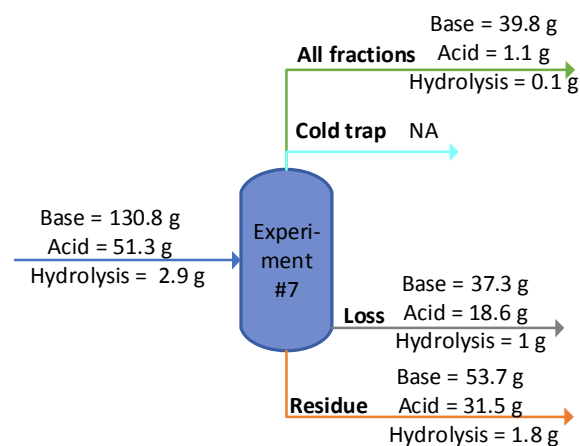 Base = 39.8 g
All fractions Acid = 1.1 g
Hydrolysis = 0.1 g
Cold trap NA
Base = 130.8 g
Acid = 51.3 g
Hydrolysis = 2.9 g
Experi-
ment
#7
Base = 37.3 g
Loss Acid = 18.6 g
Hydrolysis = 1 g
Base = 53.7 g
Residue Acid = 31.5 g
Hydrolysis = 1.8 g